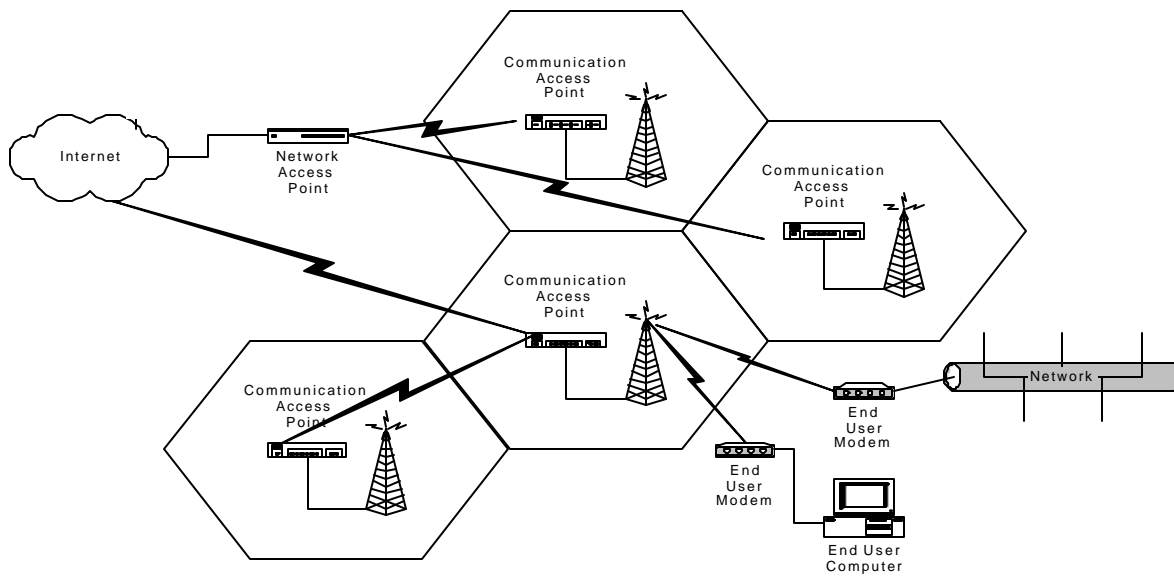 Communication
Access
Point
Internet
Network
Access
Point
Communication
Access
Point
Communication
Access
Point
Communication
Access
Point
Network
End
User
Modem
End
User
Modem
End User
Computer